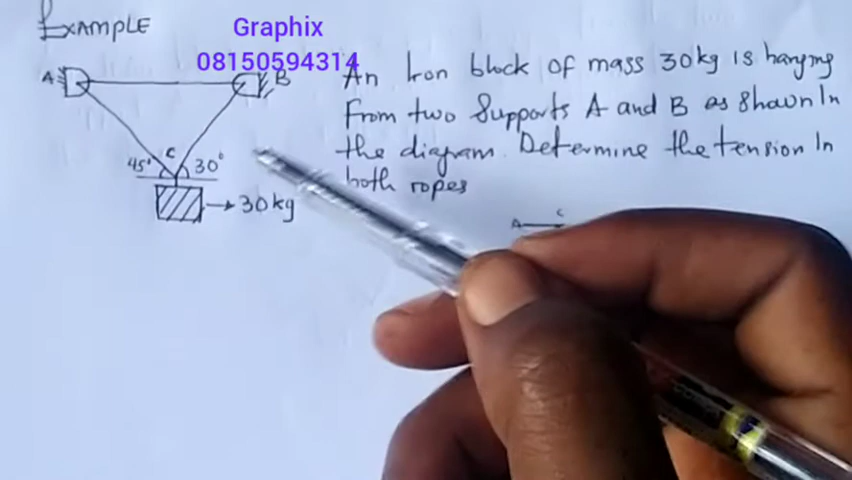 EXAMPLE
Graphix
08150594314
An Iron block of mass 30kg is hanging
From two Supports A and B as Shown In
the diagram. Determine the tension In
both ropes
A
B
C
45°
30°
30kg
A
C